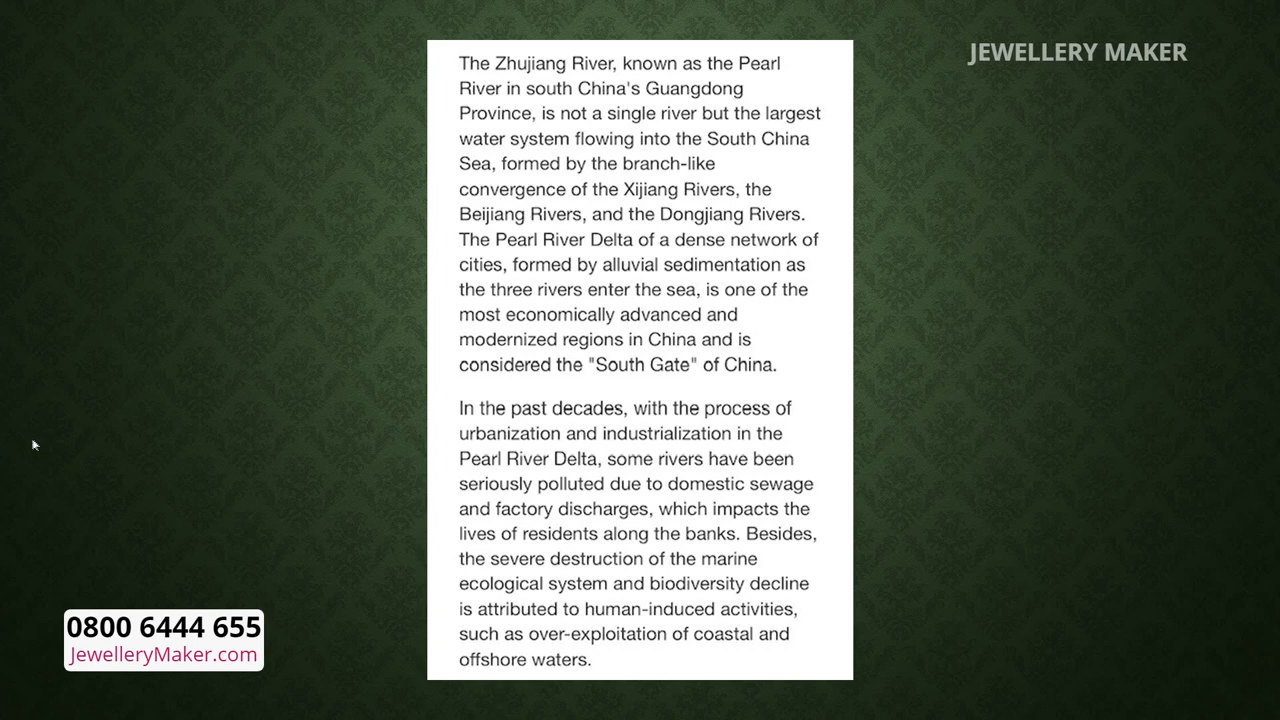 JEWELLERY MAKER
The Zhujiang River, known as the Pearl
River in south China's Guangdong
Province, is not a single river but the largest
water system flowing into the South China
Sea, formed by the branch-like
convergence of the Xijiang Rivers, the
Beijiang Rivers, and the Dongjiang Rivers.
The Pearl River Delta of a dense network of
cities, formed by alluvial sedimentation as
the three rivers enter the sea, is one of the
most economically advanced and
modernized regions in China and is
considered the "South Gate" of China.
In the past decades, with the process of
urbanization and industrialization in the
Pearl River Delta, some rivers have been
seriously polluted due to domestic sewage
and factory discharges, which impacts the
lives of residents along the banks. Besides,
the severe destruction of the marine
ecological system and biodiversity decline
is attributed to human-induced activities,
such as over-exploitation of coastal and
offshore waters.
0800 6444 655
JewelleryMaker.com